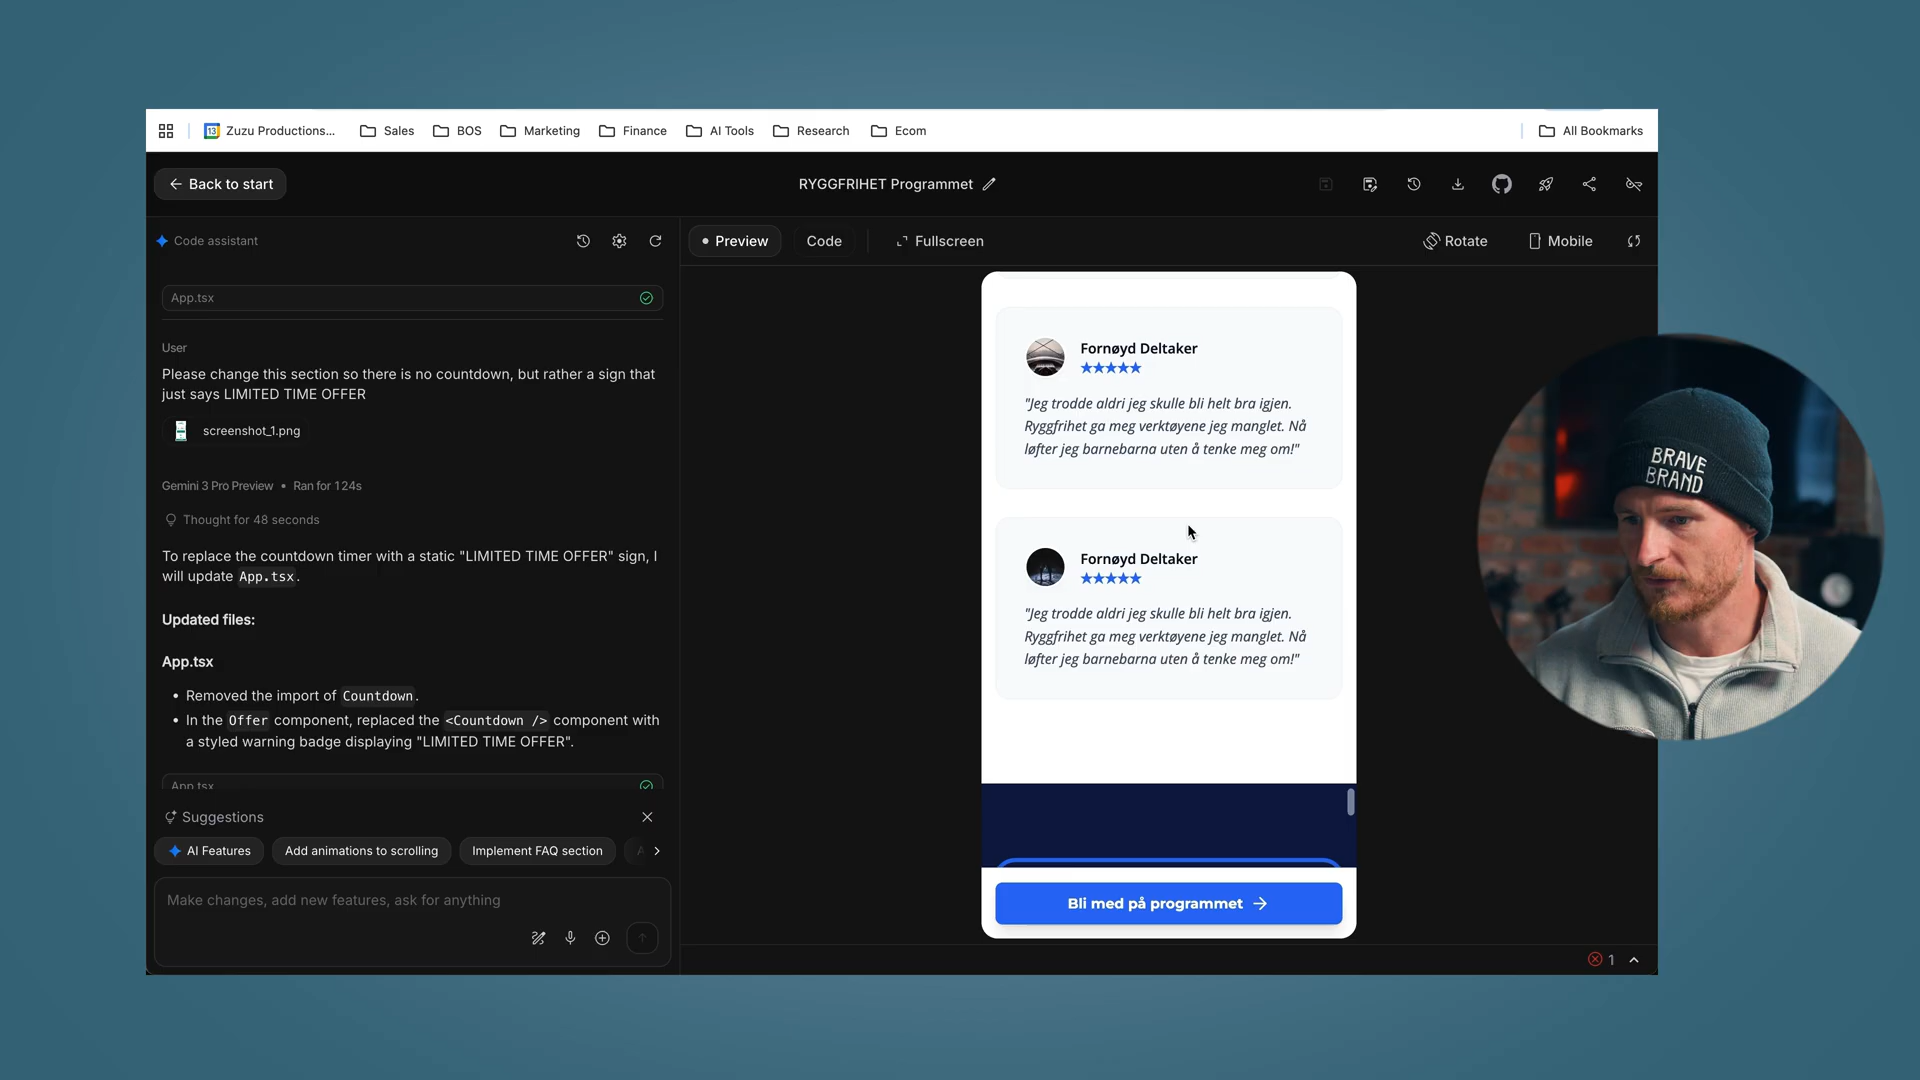 13 Zuzu Productions...
Sales
BOS
Marketing
Finance
AI Tools
Research
Ecom
All Bookmarks
Back to start
RYGGFRIHET Programmet
Code assistant
Preview
Code
Fullscreen
Rotate
Mobile
App.tsx
User
Please change this section so there is no countdown, but rather a sign that
just says LIMITED TIME OFFER
screenshot_1.png
Gemini 3 Pro Preview • Ran for 124s
Thought for 48 seconds
To replace the countdown timer with a static "LIMITED TIME OFFER" sign, I
will update App.tsx.
Updated files:
App.tsx
• Removed the import of Countdown.
• In the Offer component, replaced the <Countdown /> component with
a styled warning badge displaying "LIMITED TIME OFFER".
App.tsx
Suggestions
AI Features
Add animations to scrolling
Implement FAQ section
Make changes, add new features, ask for anything
Fornøyd Deltaker
"Jeg trodde aldri jeg skulle bli helt bra igjen.
Ryggfrihet ga meg verktøyene jeg manglet. Nå
løfter jeg barnebarna uten å tenke meg om!"
Fornøyd Deltaker
"Jeg trodde aldri jeg skulle bli helt bra igjen.
Ryggfrihet ga meg verktøyene jeg manglet. Nå
løfter jeg barnebarna uten å tenke meg om!"
Bli med på programmet
1
BRAVE
BRAND